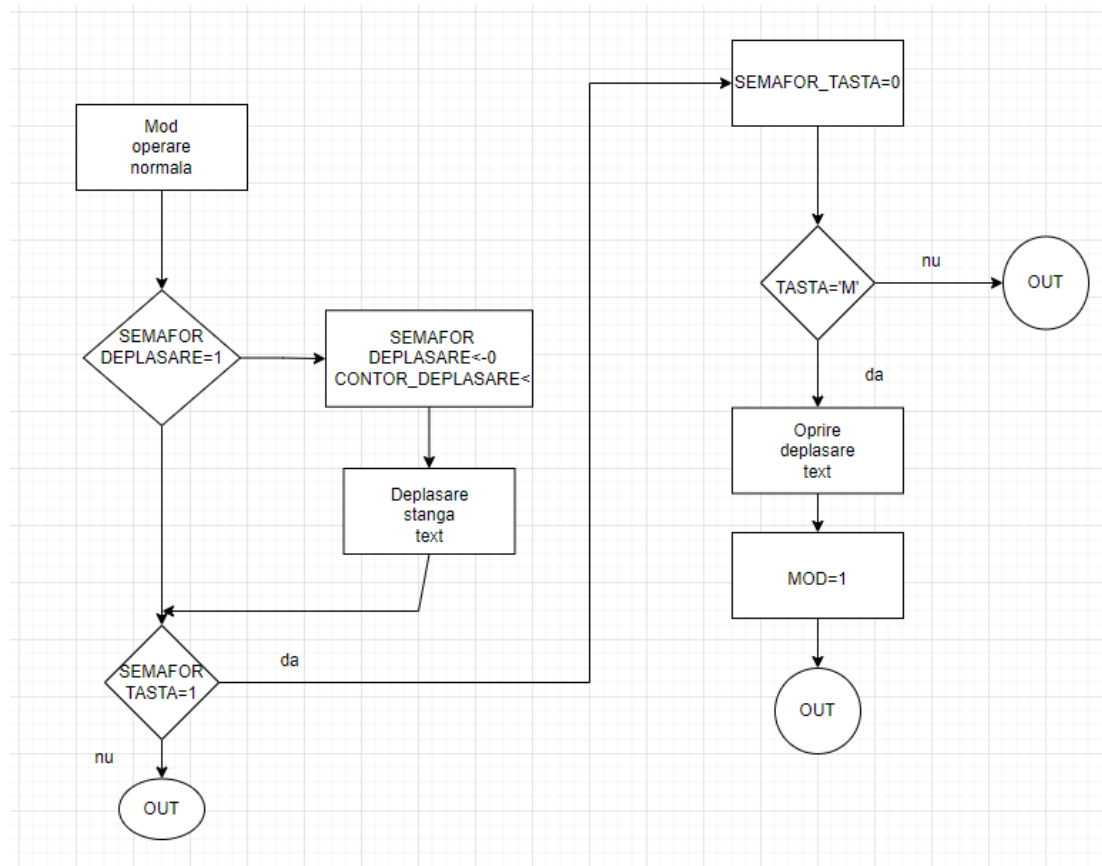 Mod
operare
normala
SEMAFOR
DEPLASARE=1
SEMAFOR
DEPLASARE<-0
CONTOR_DEPLASARE<
Deplasare
stanga
text
SEMAFOR
TASTA=1
da
nu
OUT
SEMAFOR_TASTA=0
TASTA='M'
nu
OUT
da
Oprire
deplasare
text
MOD=1
OUT